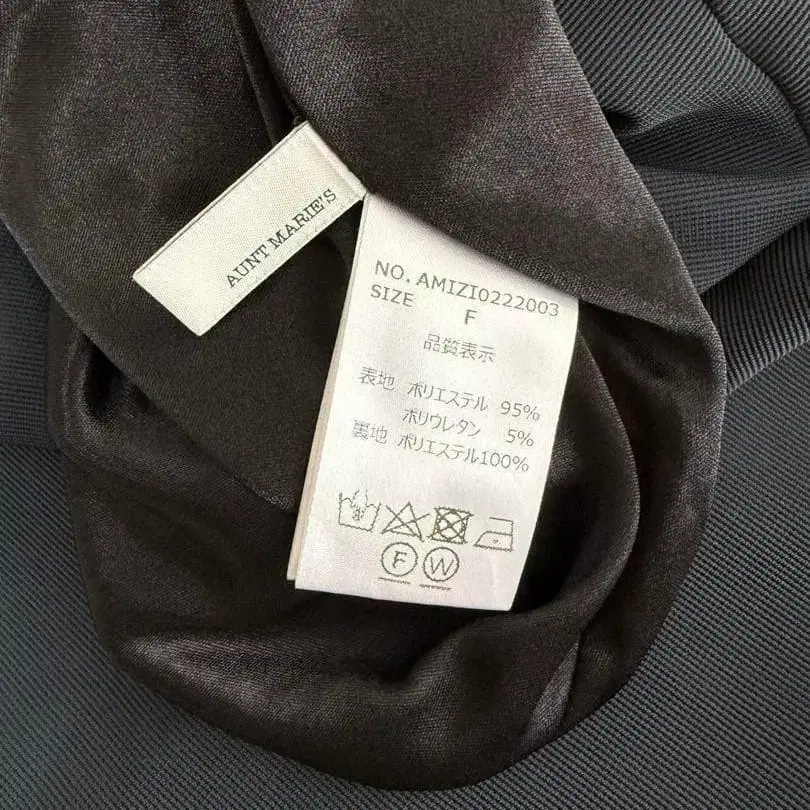 AUNT MARIE'S
NO. AMIZI0222003
SIZE F
品質表示
表地 ポリエステル 95%
ポリウレタン 5%
裏地 ポリエステル100%
F W